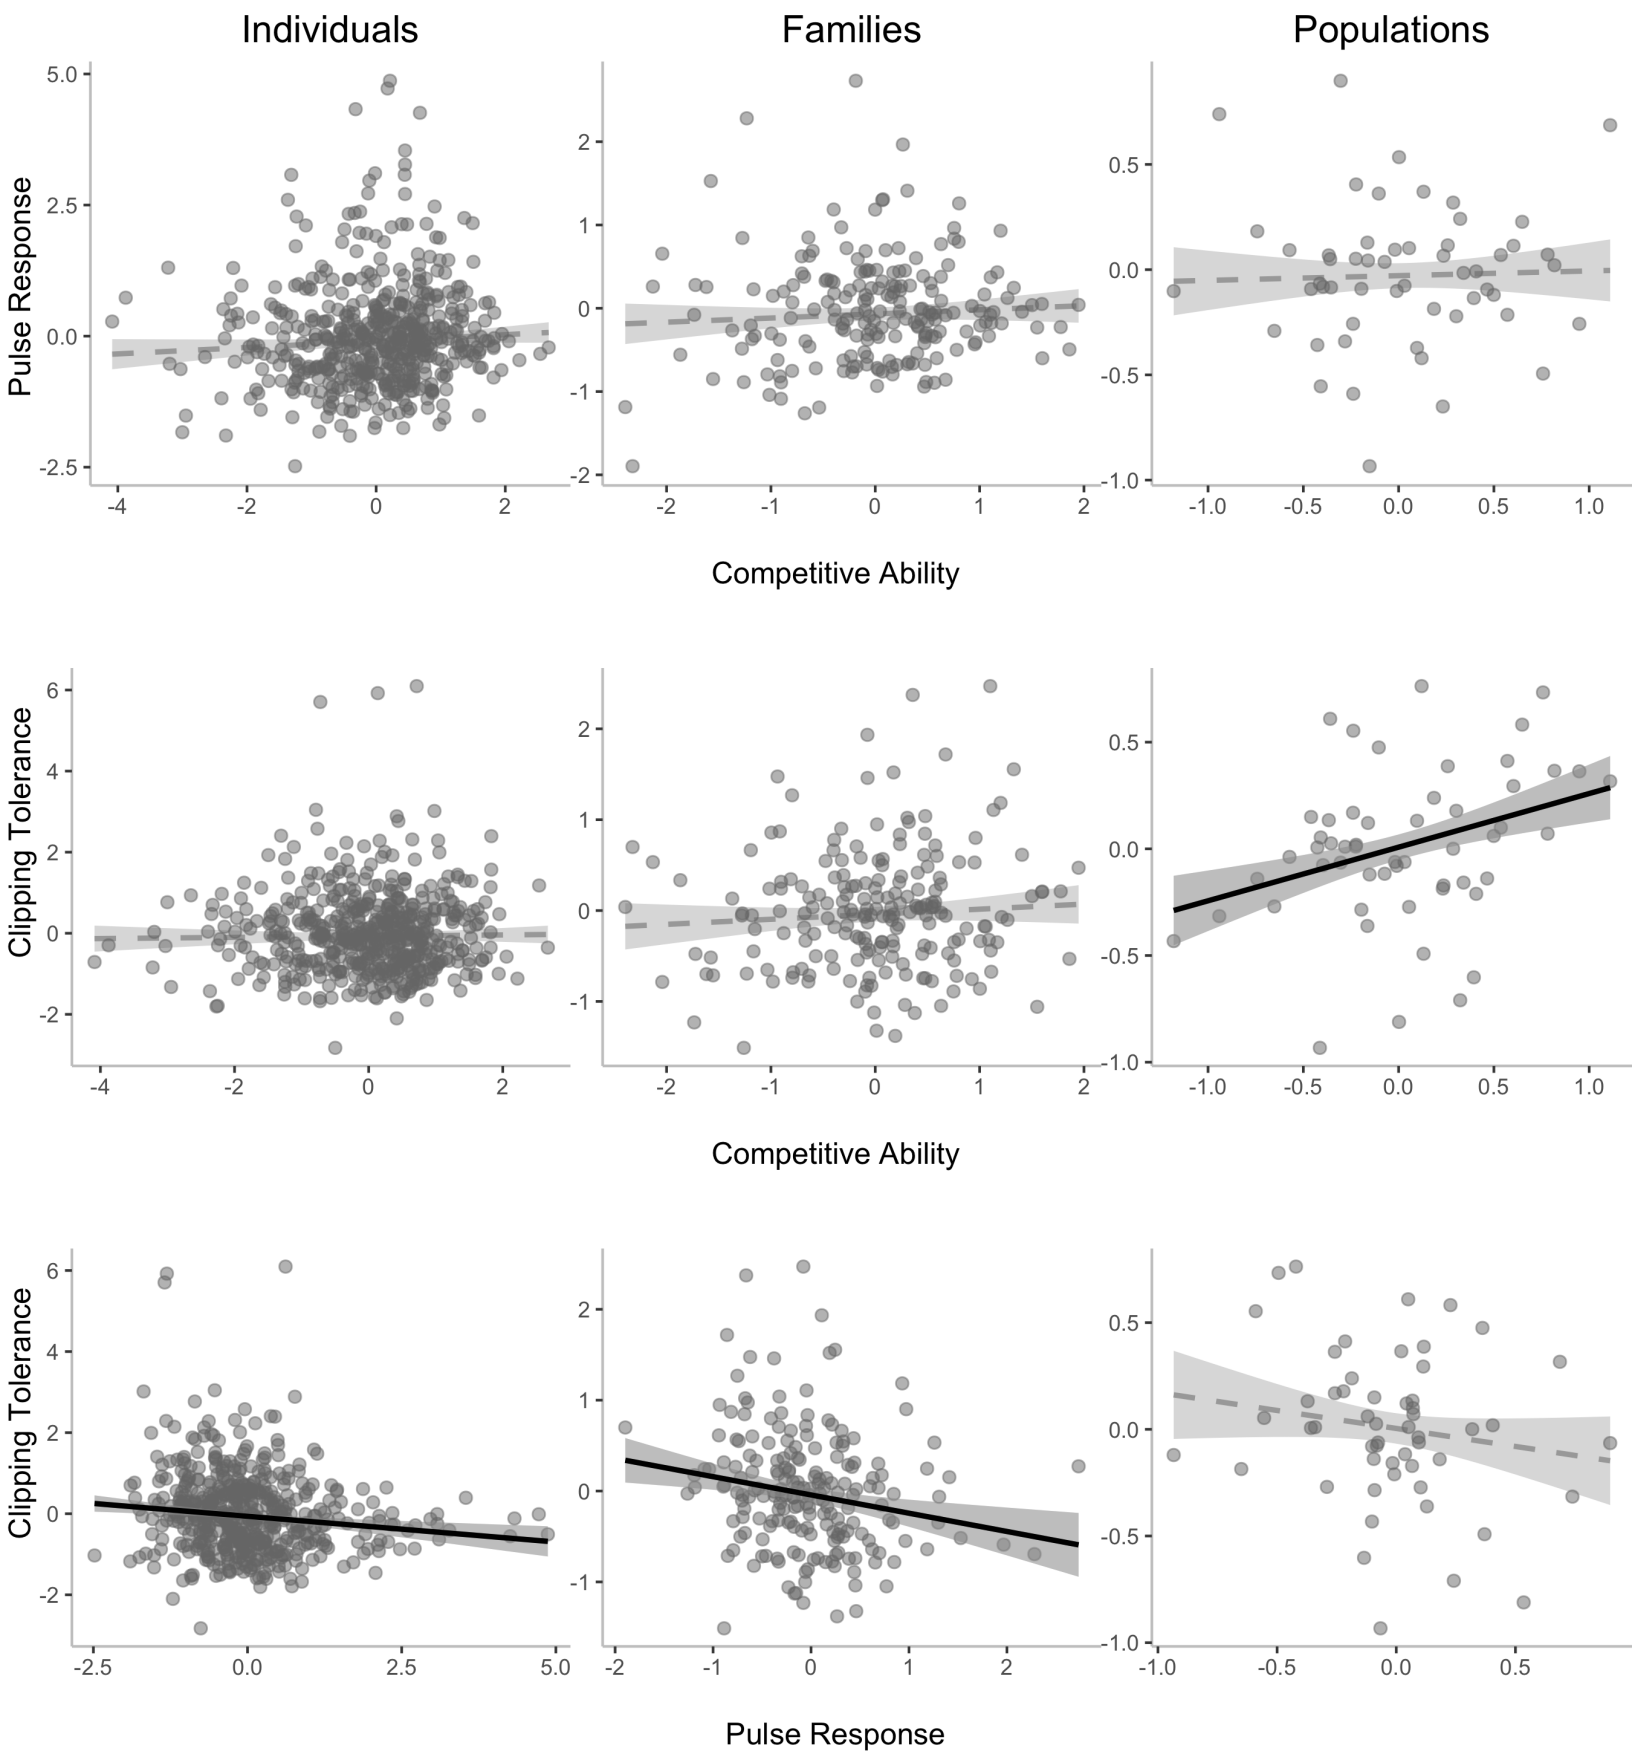 Individuals Families Populations
Pulse Response
5.0
2.5
0.0
-2.5
-4 -2 0 2
2
1
0
-1
-2
-2 -1 0 1 2
0.5
0.0
-0.5
-1.0
-1.0 -0.5 0.0 0.5 1.0
Competitive Ability
Clipping Tolerance
6
4
2
0
-2
-4 -2 0 2
2
1
0
-1
-2 -1 0 1 2
0.5
0.0
-0.5
-1.0
-1.0 -0.5 0.0 0.5 1.0
Competitive Ability
Clipping Tolerance
6
4
2
0
-2
-2.5 0.0 2.5 5.0
2
1
0
-1
-2 -1 0 1 2
0.5
0.0
-0.5
-1.0
-1.0 -0.5 0.0 0.5
Pulse Response